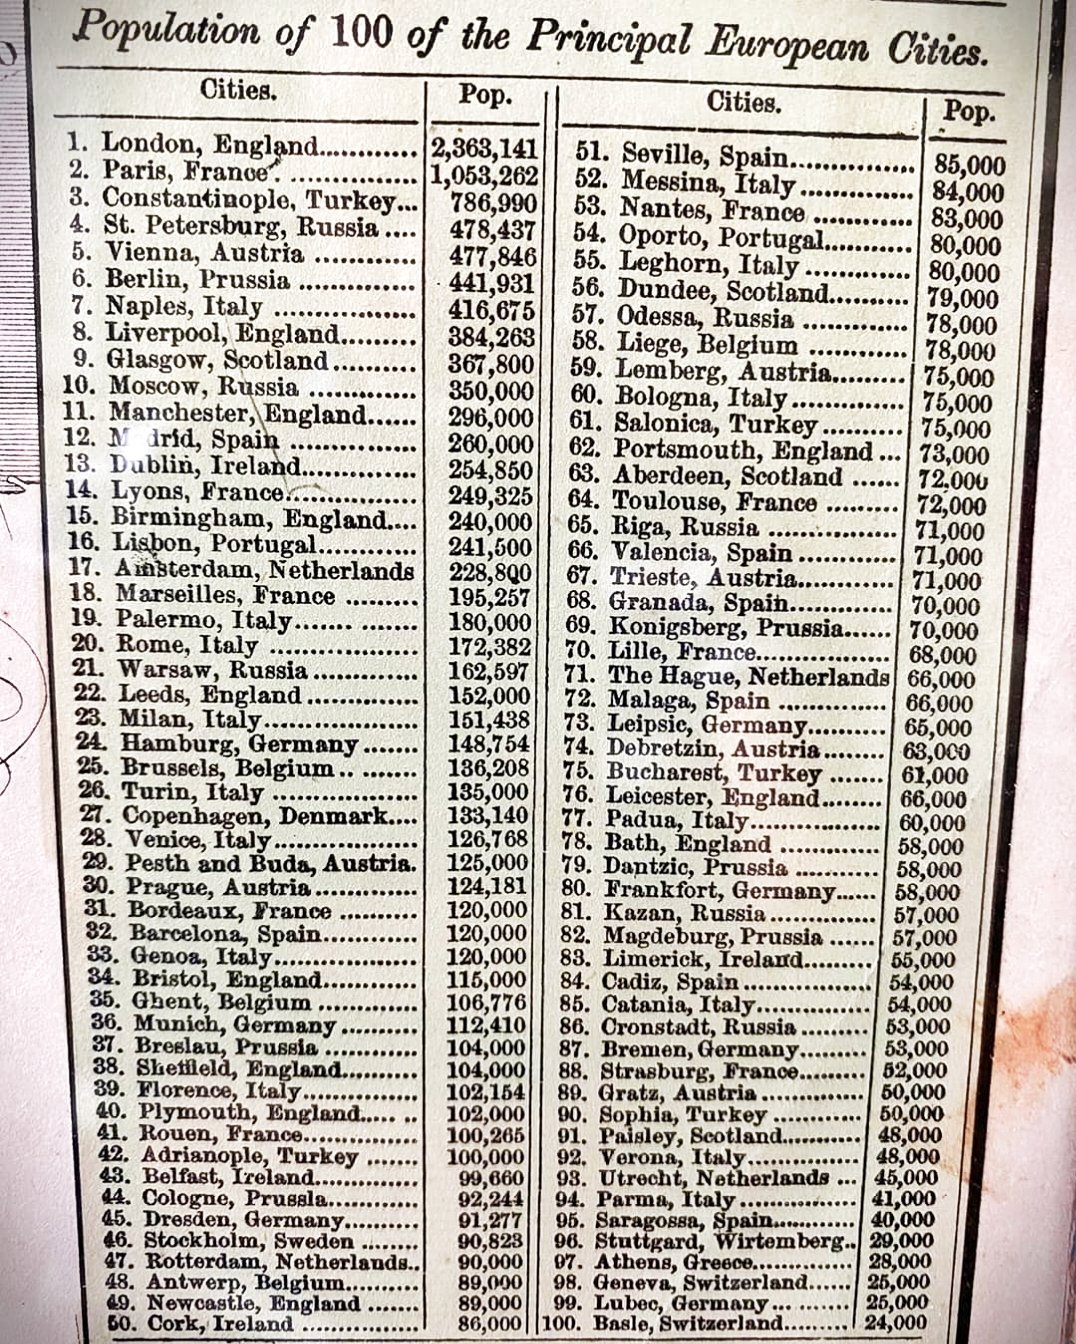 Population of 100 of the Principal European Cities.
Cities. Pop.
1. London, England............ 2,363,141
2. Paris, France. ................ 1,053,262
3. Constantinople, Turkey... 786,990
4. St. Petersburg, Russia .... 478,437
5. Vienna, Austria ............. 477,846
6. Berlin, Prussia ............... 441,931
7. Naples, Italy .................. 416,675
8. Liverpool, England......... 384,263
9. Glasgow, Scotland.......... 367,800
10. Moscow, Russia ............. 350,000
11. Manchester, England...... 296,000
12. M drid, Spain ............... 260,000
13. Dublin, Ireland.............. 254,850
14. Lyons, France................ 249,325
15. Birmingham, England.... 240,000
16. Lisbon, Portugal............ 241,500
17. Amsterdam, Netherlands 228,800
18. Marseilles, France ......... 195,257
19. Palermo, Italy....... ........ 180,000
20. Rome, Italy ................... 172,382
21. Warsaw, Russia ............. 162,597
22. Leeds, England .............. 152,000
23. Milan, Italy.................... 151,438
24. Hamburg, Germany ....... 148,754
25. Brussels, Belgium .. ........ 136,208
26. Turin, Italy ................... 135,000
27. Copenhagen, Denmark.... 133,140
28. Venice, Italy................... 126,768
29. Pesth and Buda, Austria. 125,000
30. Prague, Austria ............. 124,181
31. Bordeaux, France .......... 120,000
32. Barcelona, Spain............ 120,000
33. Genoa, Italy................... 120,000
34. Bristol, England............. 115,000
35. Ghent, Belgium ............. 106,776
36. Munich, Germany .......... 112,410
37. Breslau, Prussia ............ 104,000
38. Sheffield, England.......... 104,000
39. Florence, Italy............... 102,154
40. Plymouth, England..... .. 102,000
41. Rouen, France............... 100,265
42. Adrianople, Turkey ....... 100,000
43. Belfast, Ireland.............. 99,660
44. Cologne, Prussia............ 92,244
45. Dresden, Germany.......... 91,277
46. Stockholm, Sweden ........ 90,823
47. Rotterdam, Netherlands.. 90,000
48. Antwerp, Belgium.......... 89,000
49. Newcastle, England ....... 89,000
50. Cork, Ireland ................ 86,000
Cities. Pop.
51. Seville, Spain................ 85,000
52. Messina, Italy .............. 84,000
53. Nantes, France ............ 83,000
54. Oporto, Portugal........... 80,000
55. Leghorn, Italy ............. 80,000
56. Dundee, Scotland.......... 79,000
57. Odessa, Russia ............. 78,000
58. Liege, Belgium ............ 78,000
59. Lemberg, Austria......... 75,000
60. Bologna, Italy.............. 75,000
61. Salonica, Turkey .......... 75,000
62. Portsmouth, England ... 73,000
63. Aberdeen, Scotland ...... 72,000
64. Toulouse, France ......... 72,000
65. Riga, Russia ................ 71,000
66. Valencia, Spain ............ 71,000
67. Trieste, Austria............ 71,000
68. Granada, Spain............. 70,000
69. Konigsberg, Prussia...... 70,000
70. Lille, France................. 68,000
71. The Hague, Netherlands 66,000
72. Malaga, Spain .............. 66,000
73. Leipsic, Germany.......... 65,000
74. Debretzin, Austria........ 63,000
75. Bucharest, Turkey ....... 61,000
76. Leicester, England........ 66,000
77. Padua, Italy................. 60,000
78. Bath, England ............. 58,000
79. Dantzic, Prussia ........... 58,000
80. Frankfort, Germany...... 58,000
81. Kazan, Russia .............. 57,000
82. Magdeburg, Prussia ...... 57,000
83. Limerick, Ireland......... 55,000
84. Cadiz, Spain ................. 54,000
85. Catania, Italy............... 54,000
86. Cronstadt, Russia ......... 53,000
87. Bremen, Germany......... 53,000
88. Strasburg, France......... 52,000
89. Gratz, Austria .............. 50,000
90. Sophia, Turkey ............ 50,000
91. Paisley, Scotland........... 48,000
92. Verona, Italy................ 48,000
93. Utrecht, Netherlands ... 45,000
94. Parma, Italy ................ 41,000
95. Saragossa, Spain............ 40,000
96. Stuttgard, Wirtemberg.. 29,000
97. Athens, Greece.............. 28,000
98. Geneva, Switzerland...... 25,000
99. Lubec, Germany... ........ 25,000
100. Basle, Switzerland......... 24,000